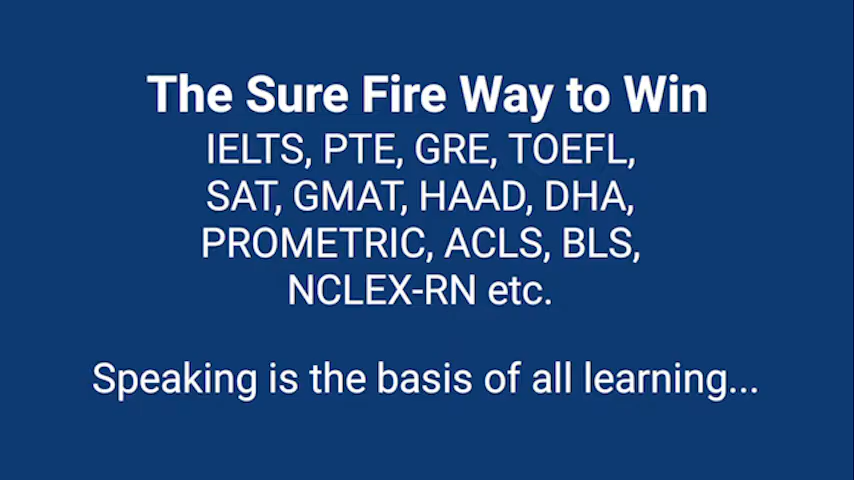 The Sure Fire Way to Win
IELTS, PTE, GRE, TOEFL,
SAT, GMAT, HAAD, DHA,
PROMETRIC, ACLS, BLS,
NCLEX-RN etc.
Speaking is the basis of all learning...